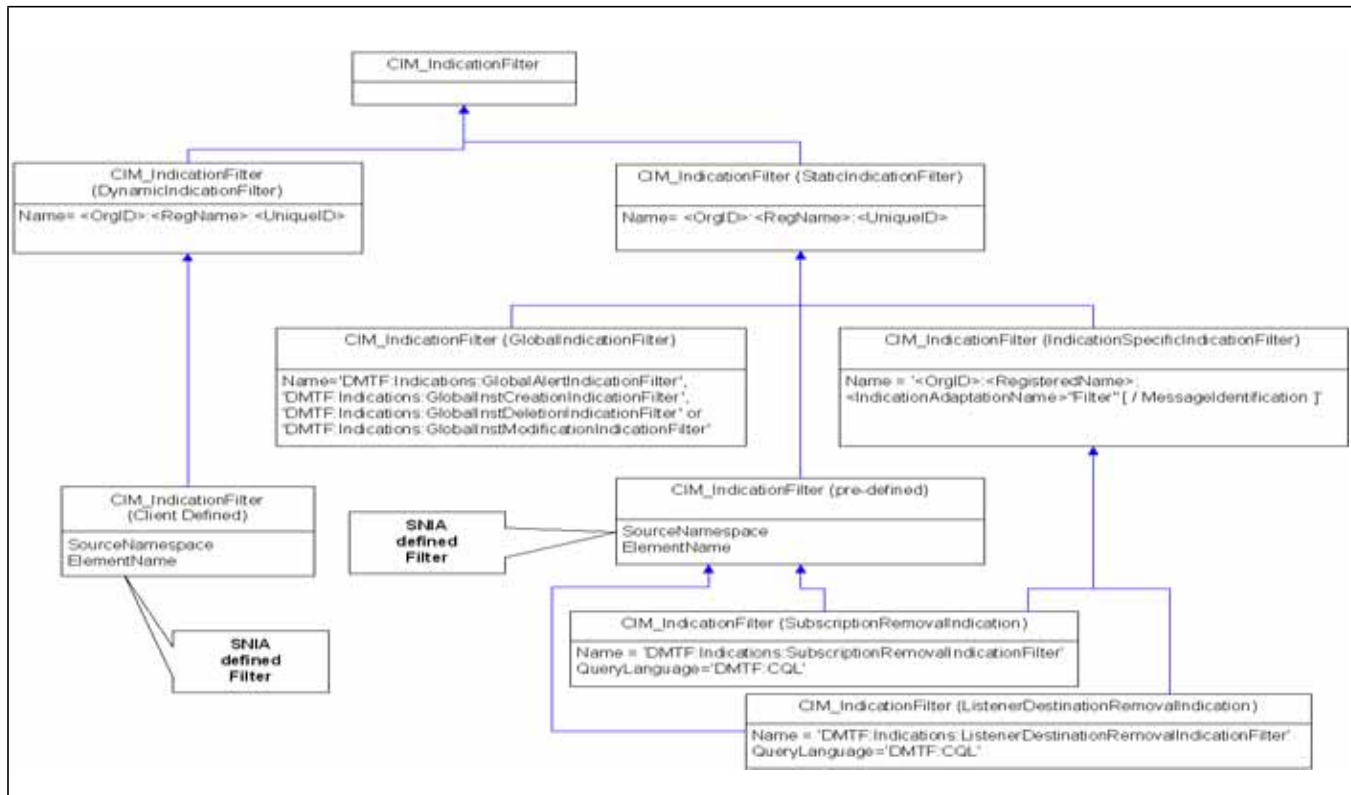 CIM_IndicationFilter
CIM_IndicationFilter
(DynamicIndicationFilter)
Name= <OrgID>:<RegName>:<UniqueID>
CIM_IndicationFilter (StaticIndicationFilter)
Name= <OrgID>:<RegName>:<UniqueID>
CIM_IndicationFilter (GlobalIndicationFilter)
Name='DMTF:Indications:GlobalAlertIndicationFilter',
'DMTF:Indications:GlobalInstCreationIndicationFilter',
'DMTF:Indications:GlobalInstDeletionIndicationFilter' or
'DMTF:Indications:GlobalInstModificationIndicationFilter'
CIM_IndicationFilter (IndicationSpecificIndicationFilter)
Name = '<OrgID>:<RegisteredName>:
<IndicationAdaptationName>"Filter" [ / MessageIdentification ]'
CIM_IndicationFilter
(Client Defined)
SourceNamespace
ElementName
SNIA
defined
Filter
CIM_IndicationFilter (pre-defined)
SourceNamespace
ElementName
SNIA
defined
Filter
CIM_IndicationFilter (SubscriptionRemovalIndication)
Name = 'DMTF:Indications:SubscriptionRemovalIndicationFilter'
QueryLanguage='DMTF:CQL'
CIM_IndicationFilter (ListenerDestinationRemovalIndication)
Name = 'DMTF:Indications:ListenerDestinationRemovalIndicationFilter'
QueryLanguage='DMTF:CQL'